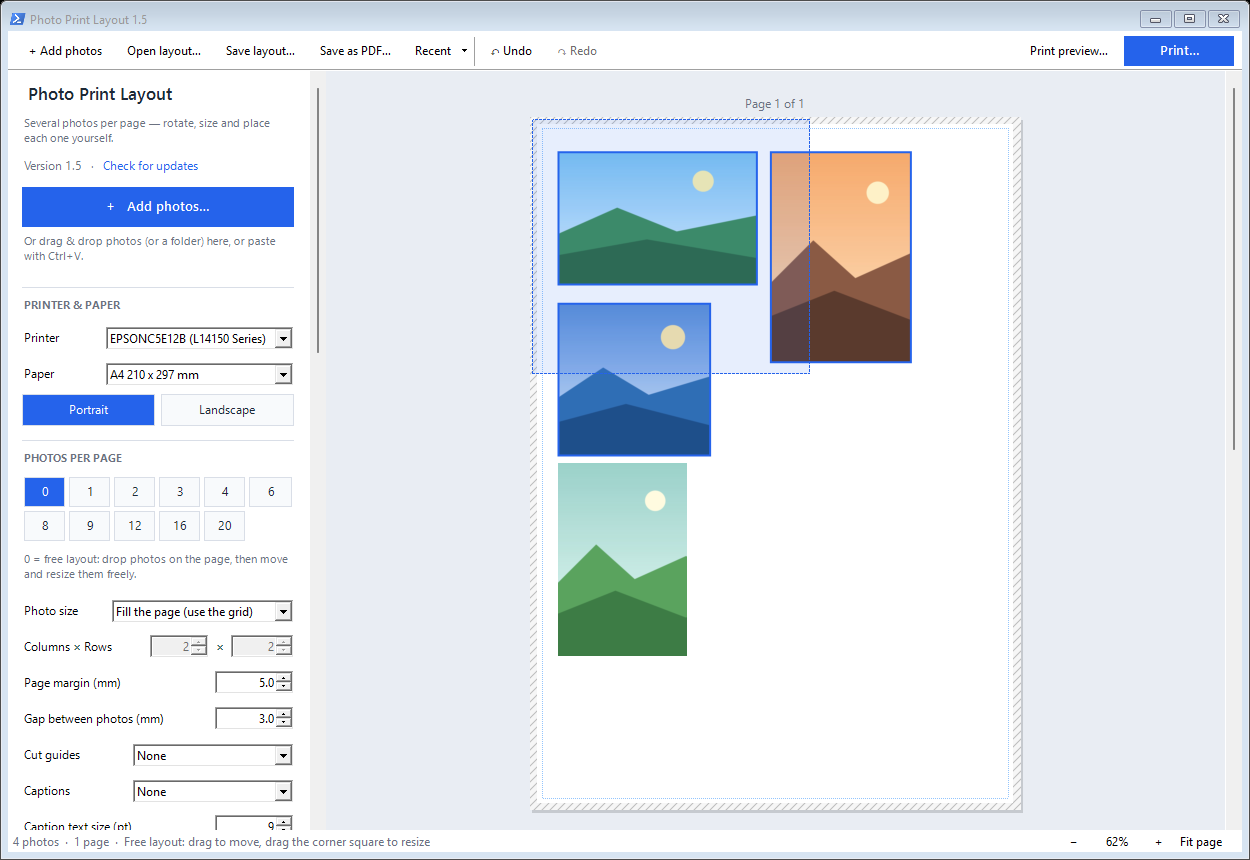 Photo Print Layout 1.5
+ Add photos
Open layout...
Save layout...
Save as PDF...
Recent
Undo
Redo
Print preview...
Print...
Photo Print Layout
Several photos per page — rotate, size and place
each one yourself.
Version 1.5 · Check for updates
+ Add photos...
Or drag & drop photos (or a folder) here, or paste
with Ctrl+V.
PRINTER & PAPER
Printer
EPSONC5E12B (L14150 Series)
Paper
A4 210 x 297 mm
Portrait
Landscape
PHOTOS PER PAGE
0 1 2 3 4 6
8 9 12 16 20
0 = free layout: drop photos on the page, then move
and resize them freely.
Photo size
Fill the page (use the grid)
Columns × Rows
2 × 2
Page margin (mm)
5.0
Gap between photos (mm)
3.0
Cut guides
None
Captions
None
Caption text size (pt)
9
Page 1 of 1
4 photos · 1 page · Free layout: drag to move, drag the corner square to resize
− 62% +
Fit page